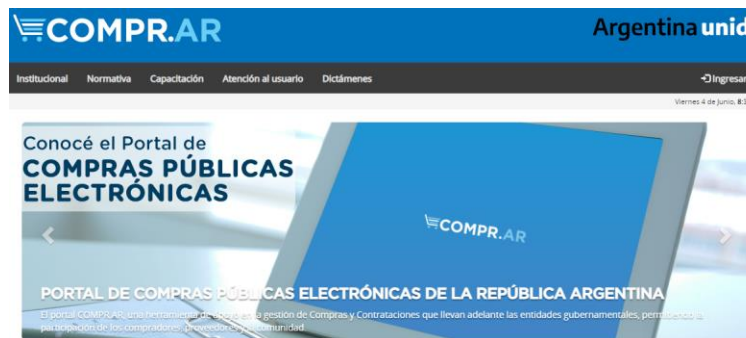 COMPR.AR
Argentina unid
Institucional Normativa Capacitación Atención al usuario Dictámenes Ingresar
Viernes 4 de Junio, 8:
Conocé el Portal de
COMPRAS PÚBLICAS
ELECTRÓNICAS
COMPR.AR
PORTAL DE COMPRAS PÚBLICAS ELECTRÓNICAS DE LA REPÚBLICA ARGENTINA
El portal COMPR.AR, una herramienta de apoyo en la gestión de Compras y Contrataciones que llevan adelante las entidades gubernamentales, permitiendo la
participación de los compradores, proveedores y la comunidad